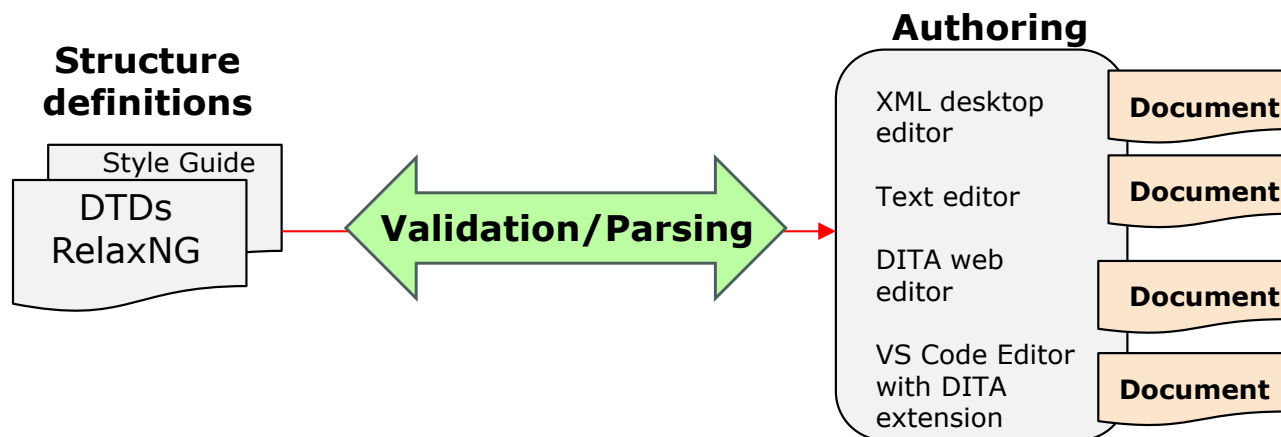 Structure
definitions
Style Guide
DTDs
RelaxNG
Validation/Parsing
Authoring
XML desktop
editor
Text editor
DITA web
editor
VS Code Editor
with DITA
extension
Document
Document
Document
Document